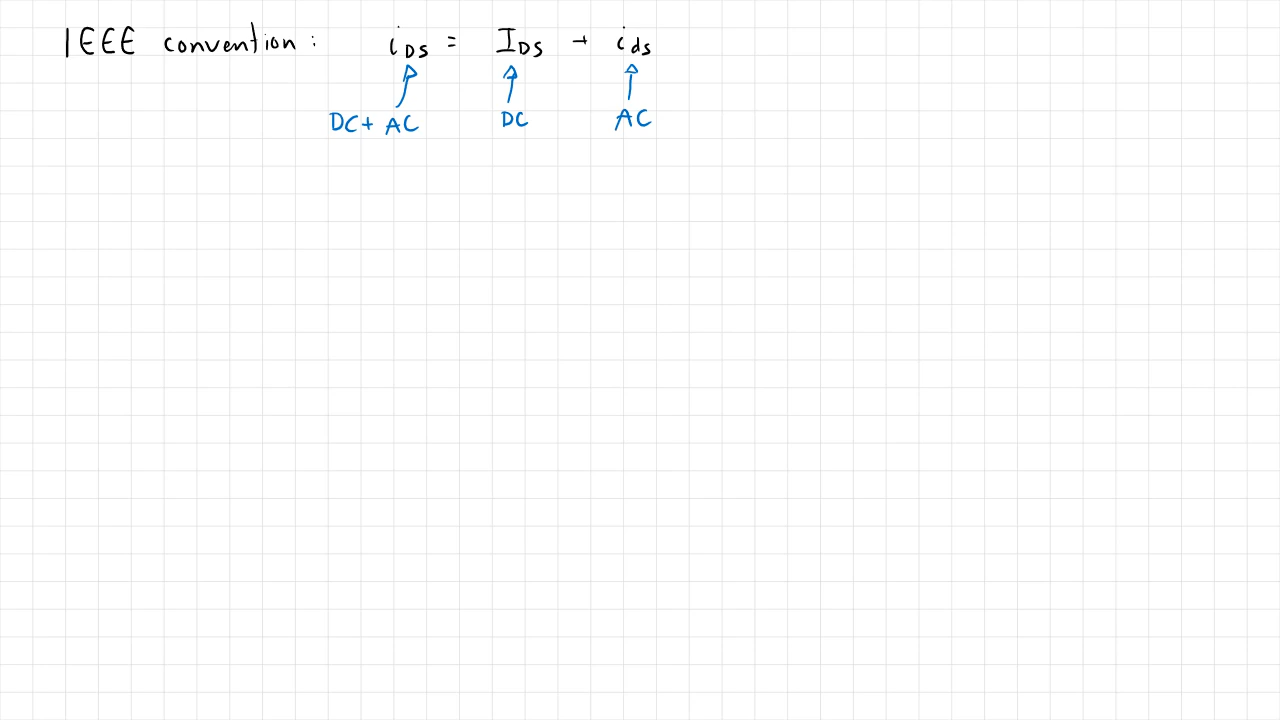 IEEE convention: i_DS = I_DS + i_ds
DC+ AC DC AC